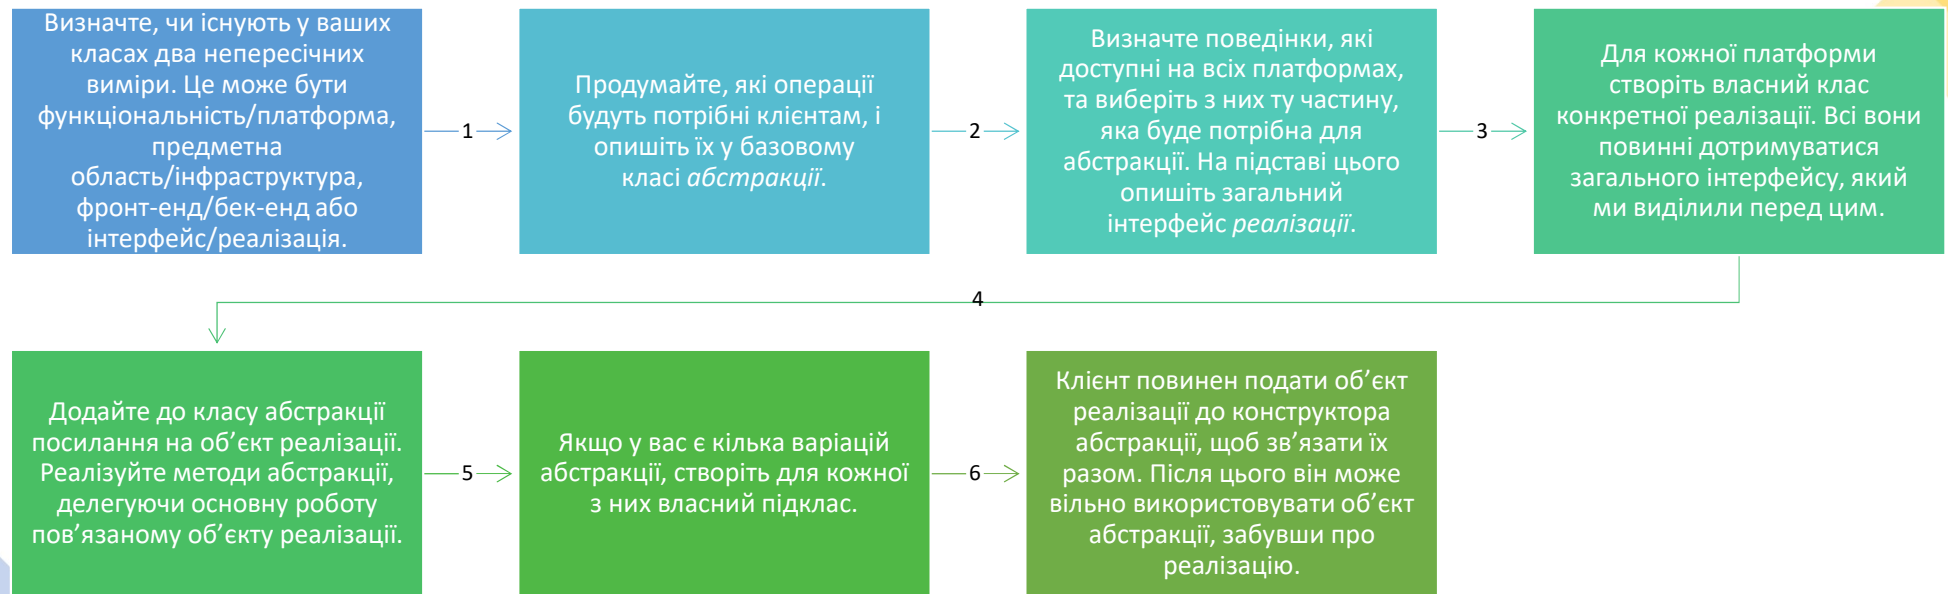 Визначте, чи існують у ваших
класах два непересічних
виміри. Це може бути
функціональність/платформа,
предметна
область/інфраструктура,
фронт-енд/бек-енд або
інтерфейс/реалізація.
1
Продумайте, які операції
будуть потрібні клієнтам, і
опишіть їх у базовому
класі абстракції.
2
Визначте поведінки, які
доступні на всіх платформах,
та виберіть з них ту частину,
яка буде потрібна для
абстракції. На підставі цього
опишіть загальний
інтерфейс реалізації.
3
Для кожної платформи
створіть власний клас
конкретної реалізації. Всі вони
повинні дотримуватися
загального інтерфейсу, який
ми виділили перед цим.
4
Додайте до класу абстракції
посилання на об’єкт реалізації.
Реалізуйте методи абстракції,
делегуючи основну роботу
пов’язаному об’єкту реалізації.
5
Якщо у вас є кілька варіацій
абстракції, створіть для кожної
з них власний підклас.
6
Клієнт повинен подати об’єкт
реалізації до конструктора
абстракції, щоб зв’язати їх
разом. Після цього він може
вільно використовувати об’єкт
абстракції, забувши про
реалізацію.